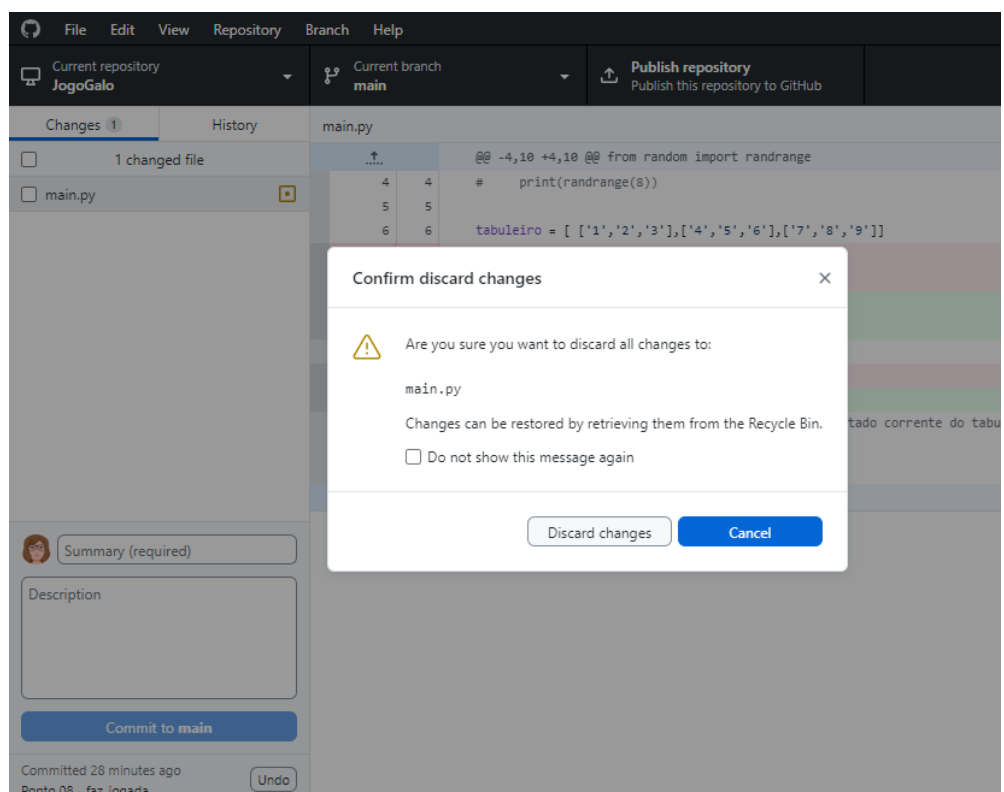 File Edit View Repository Branch Help
Current repository
JogoGalo
Current branch
main
Publish repository
Publish this repository to GitHub
Changes 1 History
1 changed file
main.py
main.py
@@ -4,10 +4,10 @@ from random import randrange
4 4 # print(randrange(8))
5 5
6 6 tabuleiro = [ ['1','2','3'],['4','5','6'],['7','8','9']]
Confirm discard changes
Are you sure you want to discard all changes to:
main.py
Changes can be restored by retrieving them from the Recycle Bin.
Do not show this message again
Discard changes Cancel
tado corrente do tabu
Summary (required)
Description
Commit to main
Committed 28 minutes ago
Ponto 08 - faz jogada
Undo